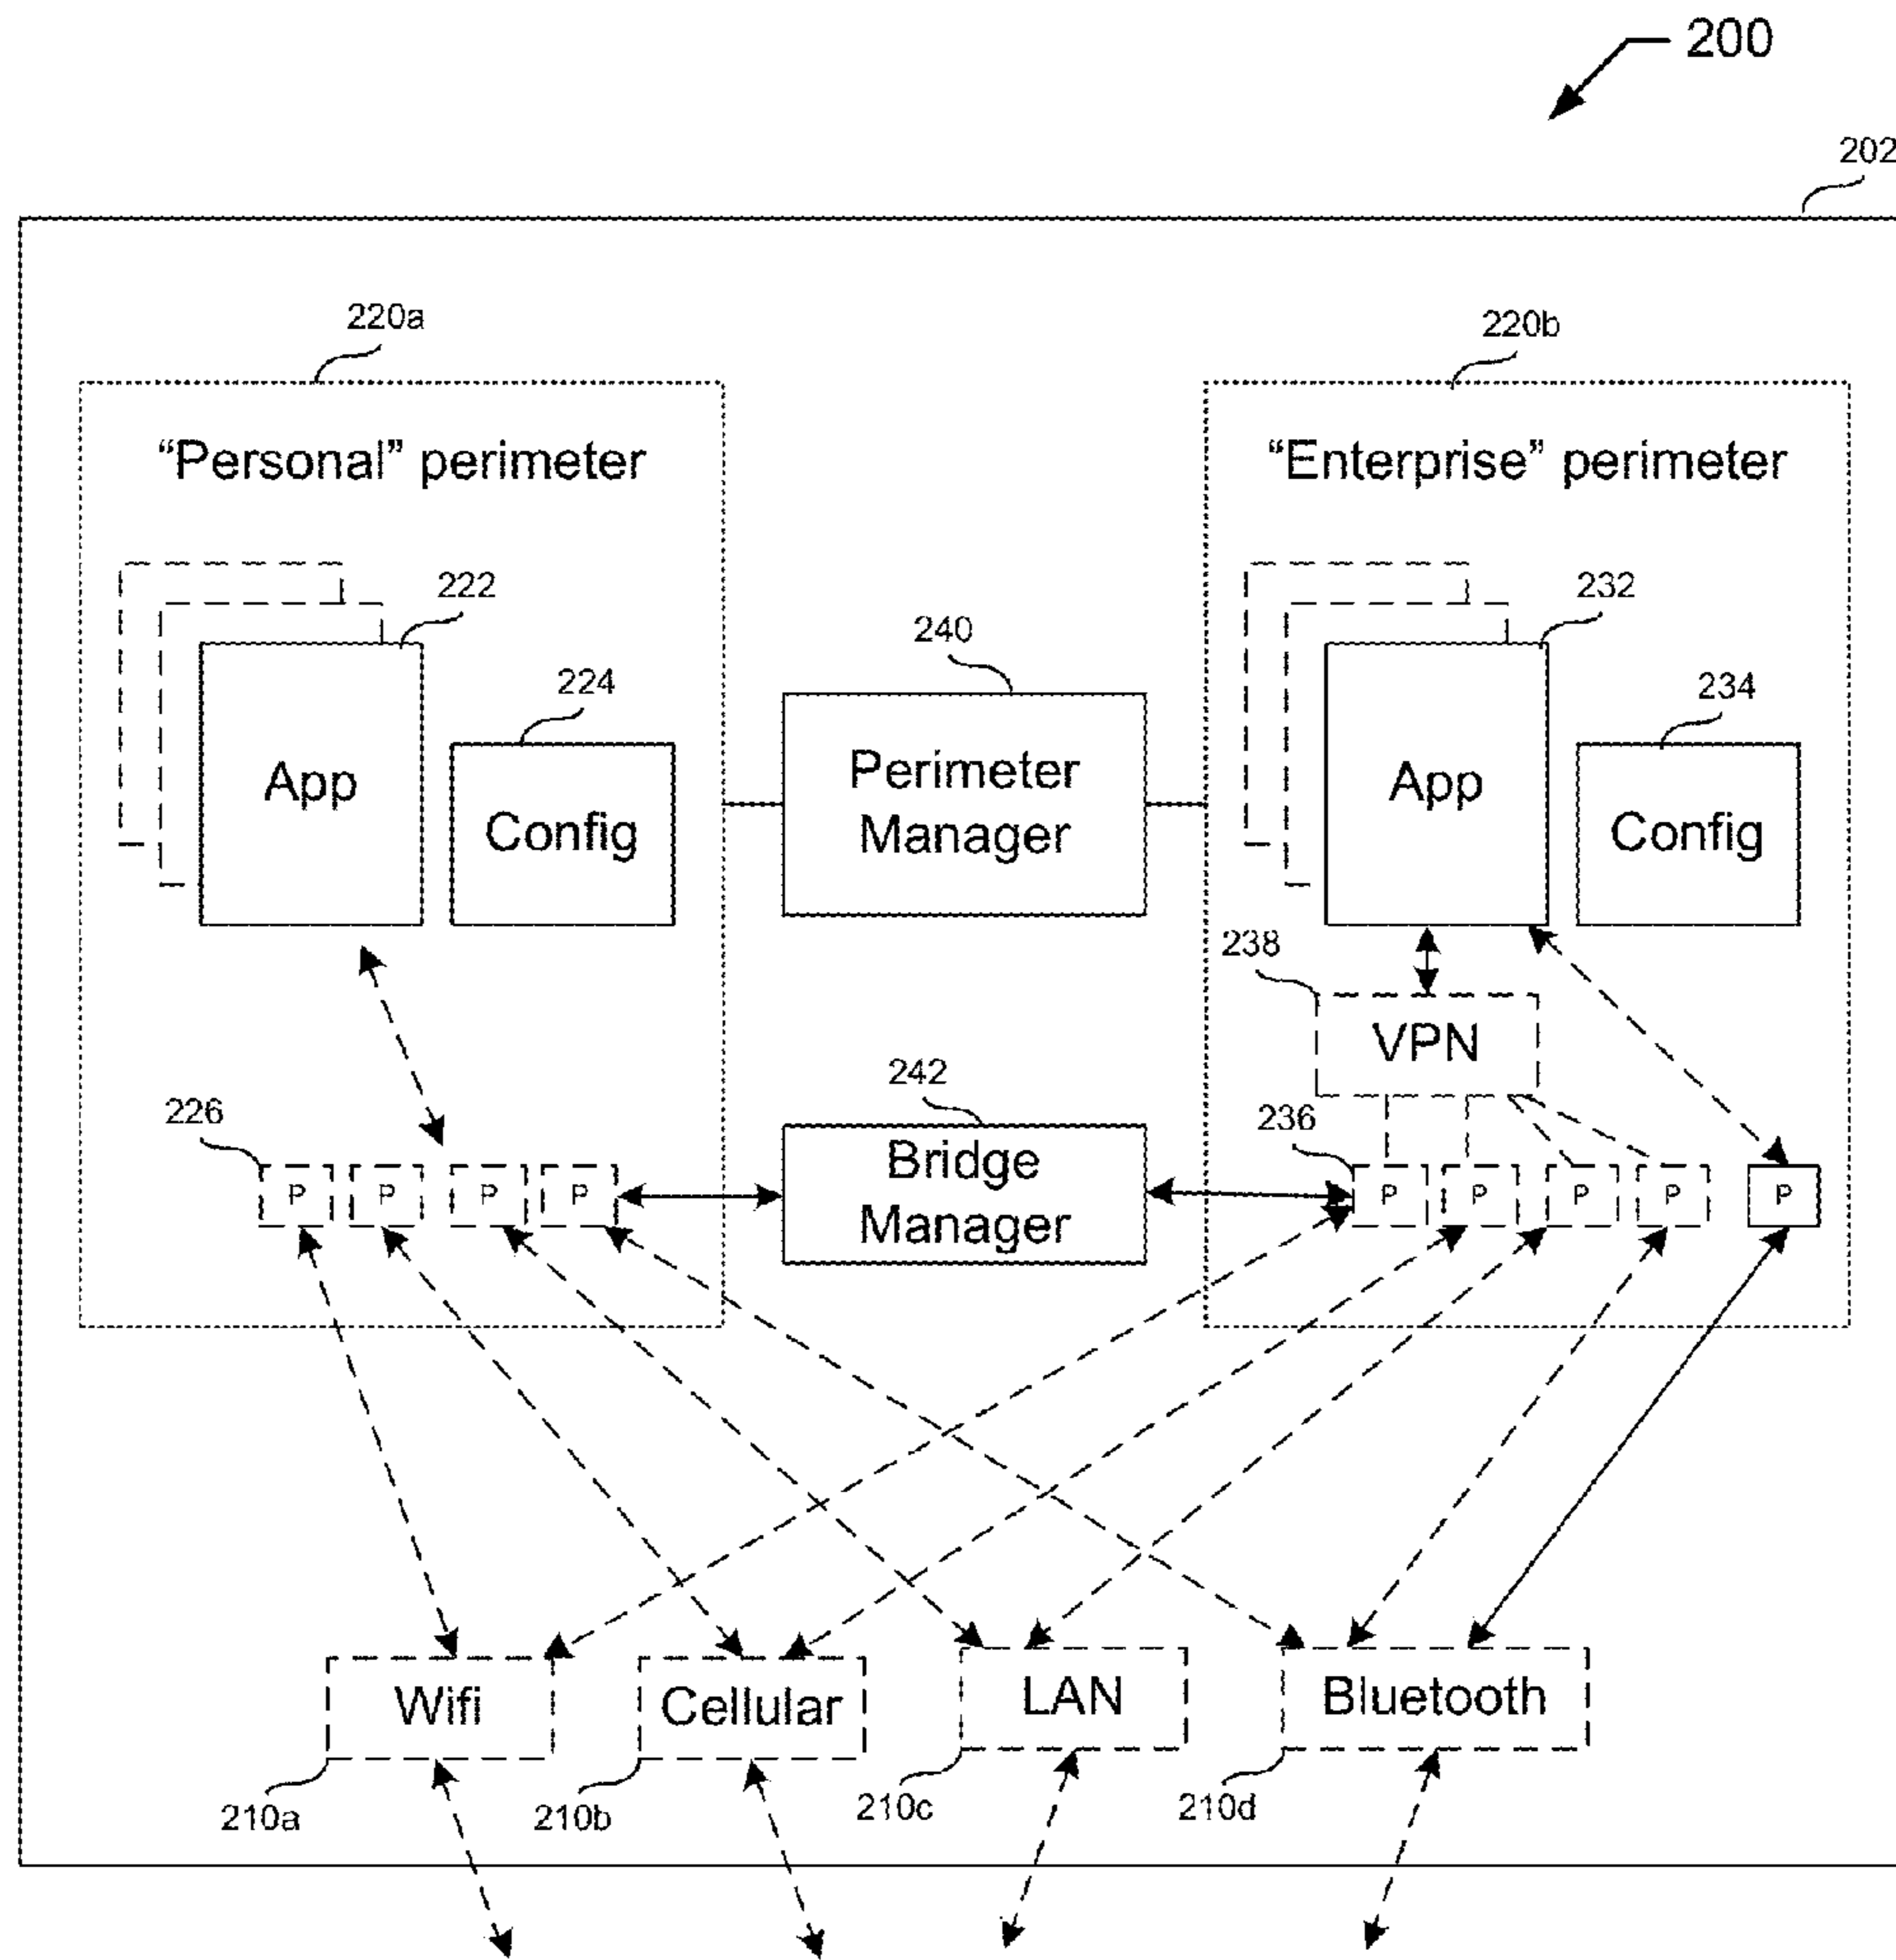 200
202
220a
220b
“Personal” perimeter
“Enterprise” perimeter
222
232
240
224
234
App
Config
Perimeter
Manager
App
Config
238
VPN
242
226
236
Bridge
Manager
P
P
P
P
P
P
P
P
P
Wifi
Cellular
LAN
Bluetooth
210a
210b
210c
210d